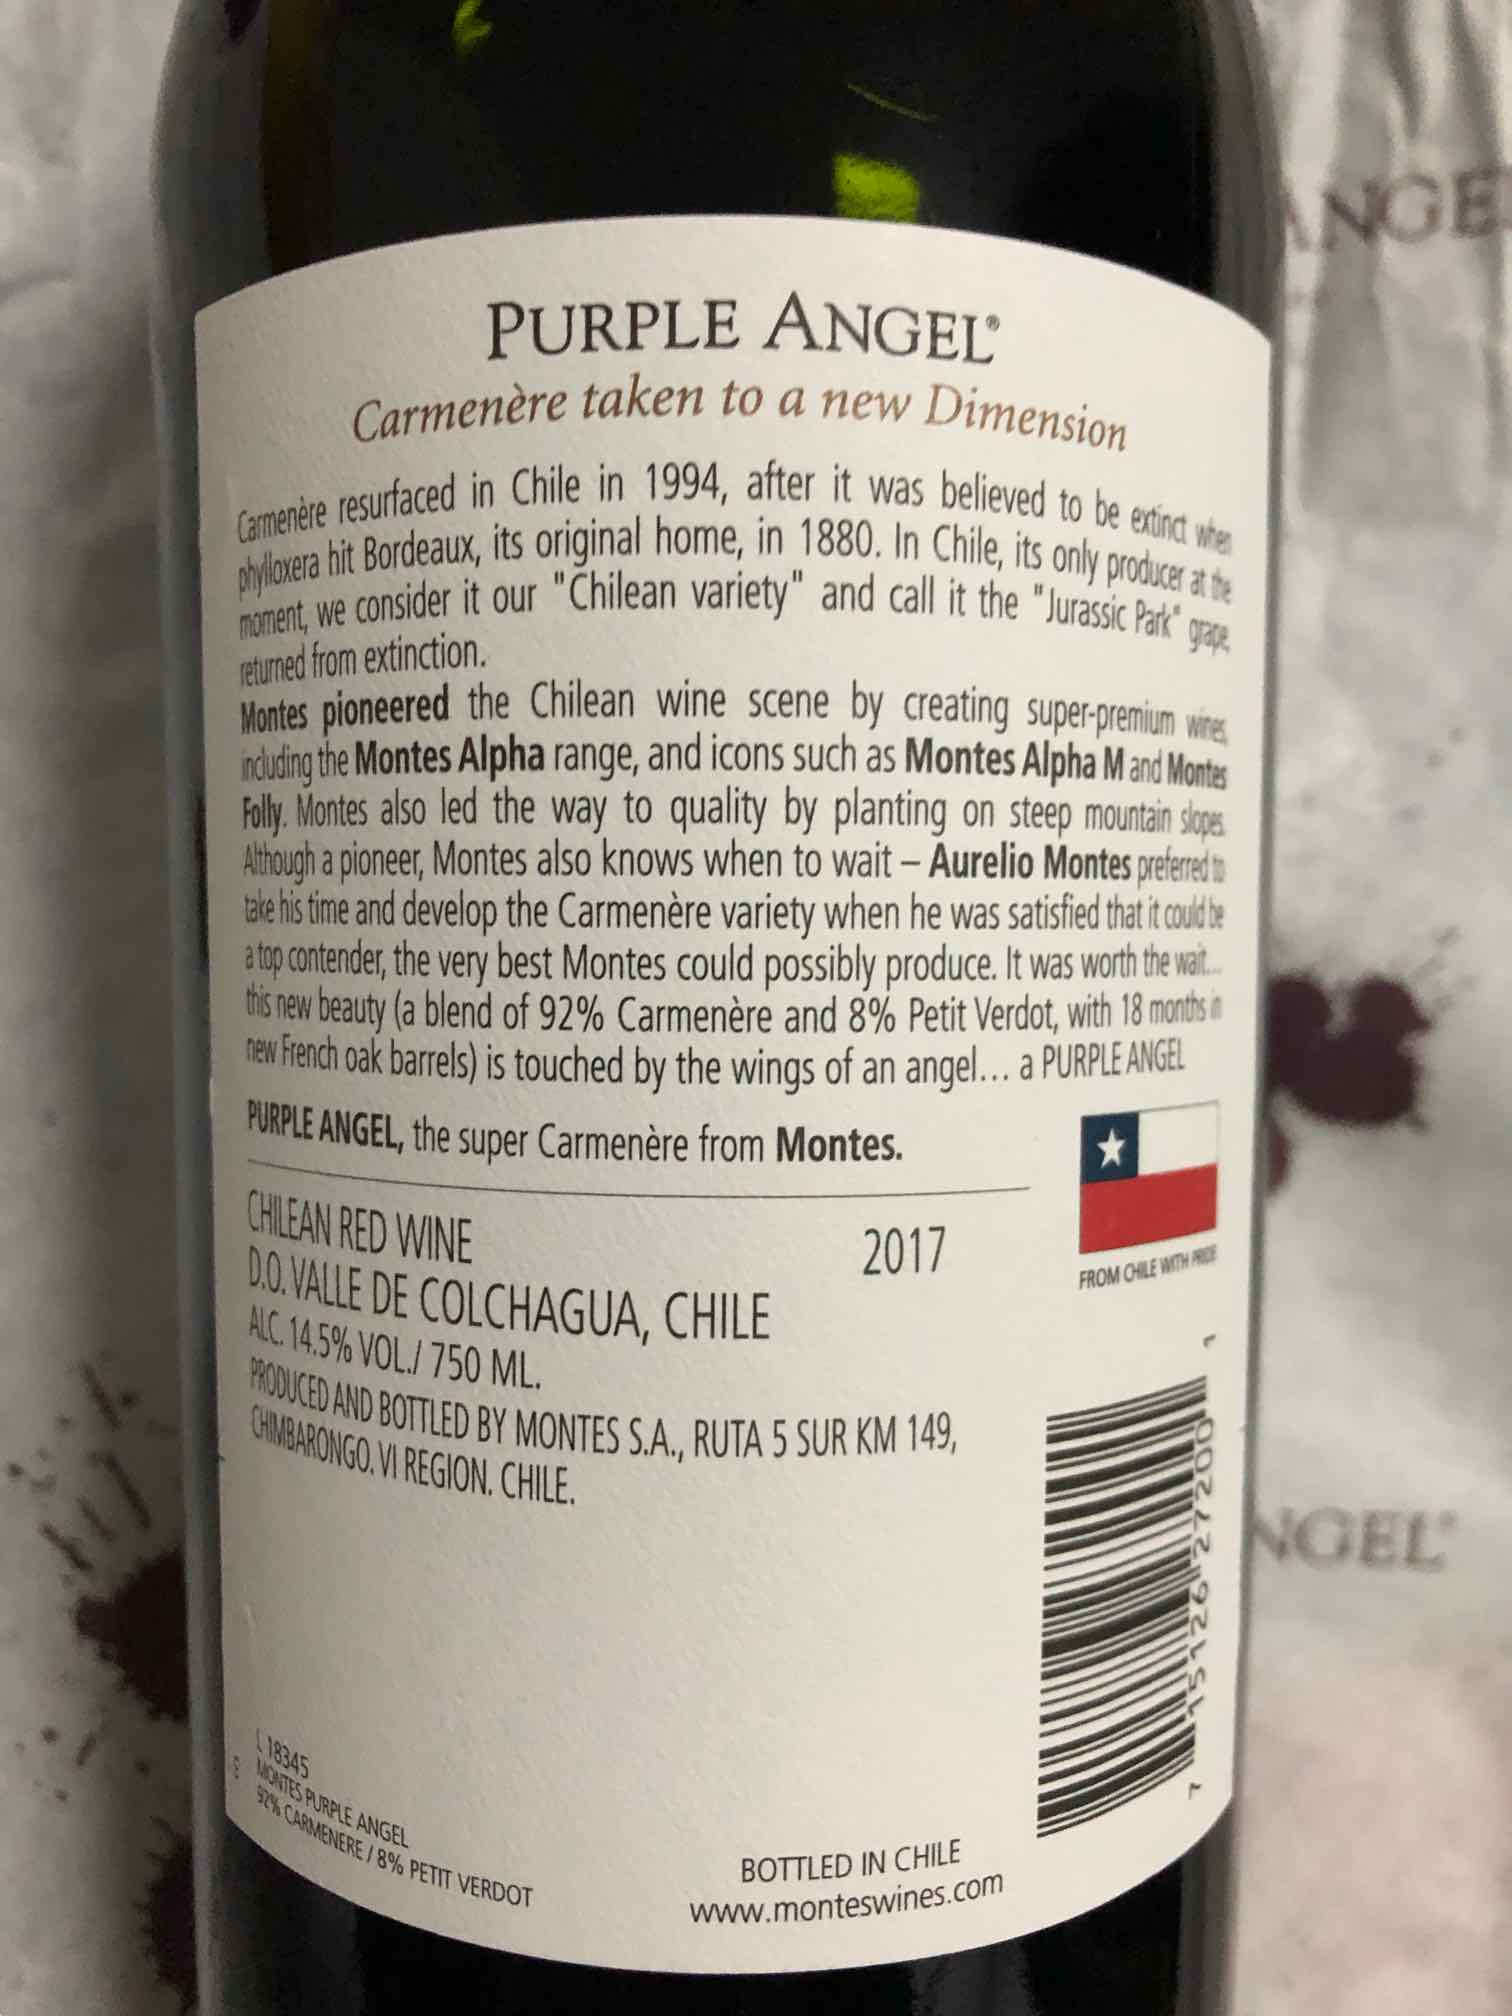 PURPLE ANGEL®
Carmenère taken to a new Dimension
Carmenère resurfaced in Chile in 1994, after it was believed to be extinct when
phylloxera hit Bordeaux, its original home, in 1880. In Chile, its only producer at the
moment, we consider it our "Chilean variety" and call it the "Jurassic Park" grape,
returned from extinction.
Montes pioneered the Chilean wine scene by creating super-premium wines,
including the Montes Alpha range, and icons such as Montes Alpha M and Montes
Folly. Montes also led the way to quality by planting on steep mountain slopes.
Although a pioneer, Montes also knows when to wait – Aurelio Montes preferred to
take his time and develop the Carmenère variety when he was satisfied that it could be
a top contender, the very best Montes could possibly produce. It was worth the wait...
this new beauty (a blend of 92% Carmenère and 8% Petit Verdot, with 18 months in
new French oak barrels) is touched by the wings of an angel... a PURPLE ANGEL
PURPLE ANGEL, the super Carmenère from Montes.
CHILEAN RED WINE
2017
D.O. VALLE DE COLCHAGUA, CHILE
ALC. 14.5% VOL./ 750 ML.
PRODUCED AND BOTTLED BY MONTES S.A., RUTA 5 SUR KM 149,
CHIMBARONGO. VI REGION. CHILE.
FROM CHILE WITH PRIDE
7 15126 27200 1
L 18345
MONTES PURPLE ANGEL
92% CARMENERE / 8% PETIT VERDOT
BOTTLED IN CHILE
www.monteswines.com
ANGE
NGEL®